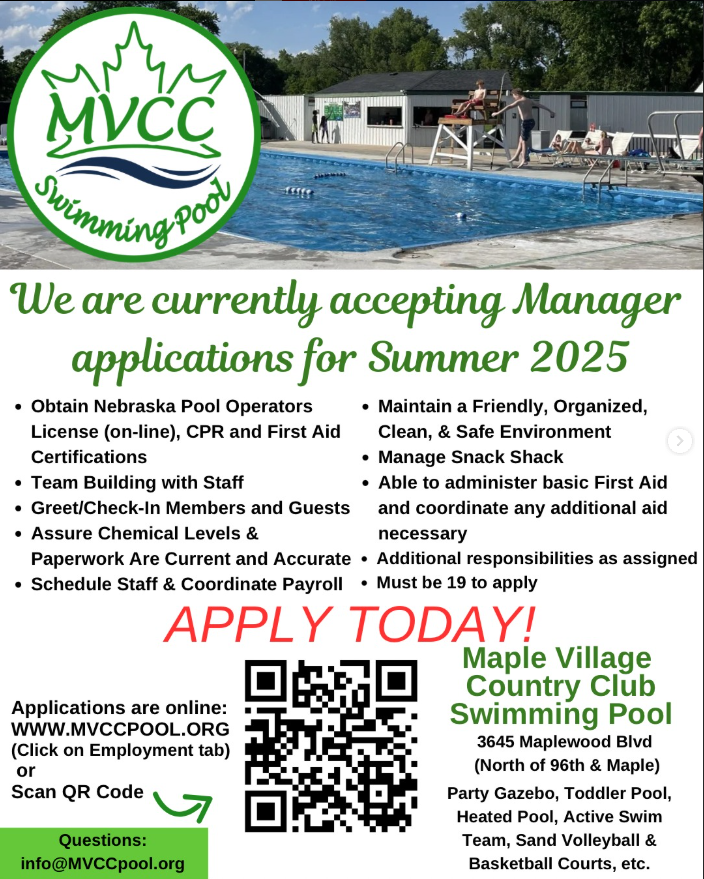 MVCC
Swimming Pool
We are currently accepting Manager
applications for Summer 2025
• Obtain Nebraska Pool Operators
License (on-line), CPR and First Aid
Certifications
• Team Building with Staff
• Greet/Check-In Members and Guests
• Assure Chemical Levels &
Paperwork Are Current and Accurate
• Schedule Staff & Coordinate Payroll
• Maintain a Friendly, Organized,
Clean, & Safe Environment
• Manage Snack Shack
• Able to administer basic First Aid
and coordinate any additional aid
necessary
• Additional responsibilities as assigned
• Must be 19 to apply
APPLY TODAY!
Applications are online:
WWW.MVCCPOOL.ORG
(Click on Employment tab)
or
Scan QR Code
Questions:
info@MVCCpool.org
Maple Village
Country Club
Swimming Pool
3645 Maplewood Blvd
(North of 96th & Maple)
Party Gazebo, Toddler Pool,
Heated Pool, Active Swim
Team, Sand Volleyball &
Basketball Courts, etc.